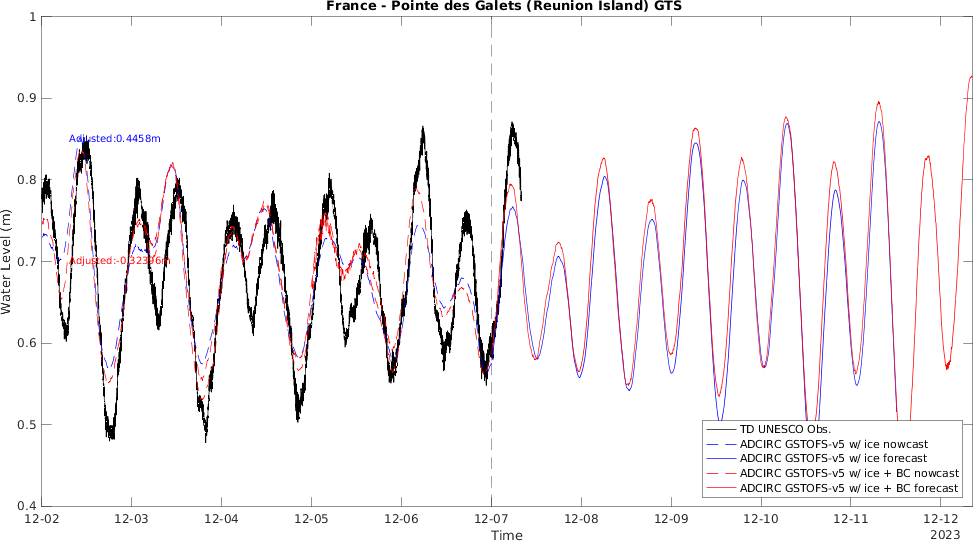 France - Pointe des Galets (Reunion Island) GTS
1
0.9
0.8
0.7
0.6
0.5
0.4
Water Level (m)
Adjusted:0.4458m
Adjusted:-0.32396m
TD UNESCO Obs.
ADCIRC GSTOFS-v5 w/ ice nowcast
ADCIRC GSTOFS-v5 w/ ice forecast
ADCIRC GSTOFS-v5 w/ ice + BC nowcast
ADCIRC GSTOFS-v5 w/ ice + BC forecast
12-02 12-03 12-04 12-05 12-06 12-07 12-08 12-09 12-10 12-11 12-12
2023
Time